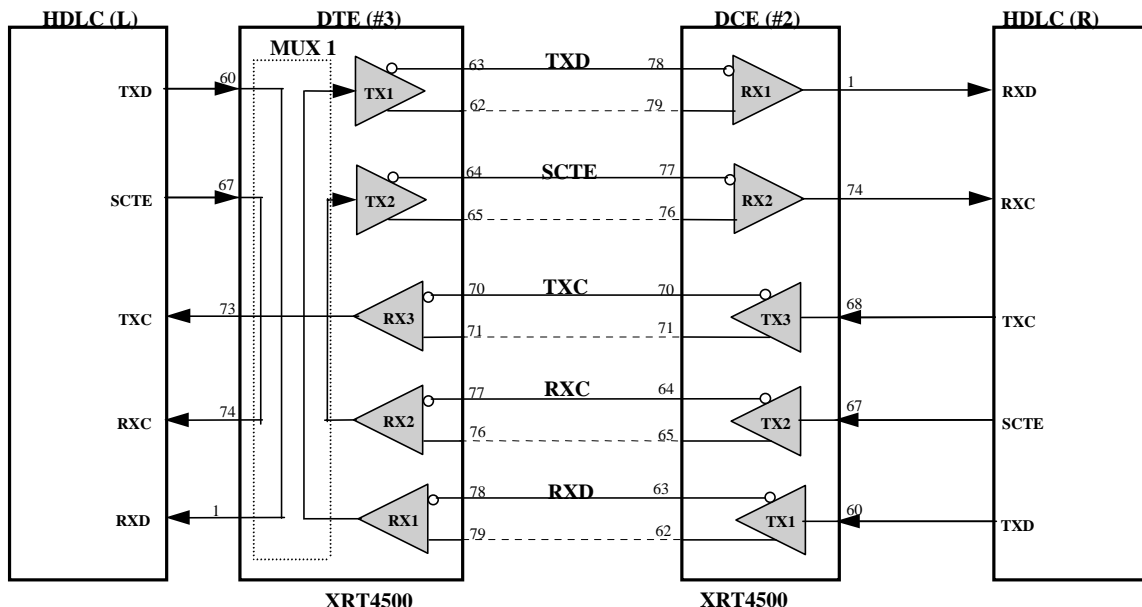 HDLC (L) DTE (#3) DCE (#2) HDLC (R)
MUX 1
TXD 60 TX1 63 TXD 78 RX1 1 RXD
62 79
SCTE 67 TX2 64 SCTE 77 RX2 74 RXC
65 76
TXC 73 RX3 70 TXC 70 TX3 68 TXC
71 71
RXC 74 RX2 77 RXC 64 TX2 67 SCTE
76 65
RXD 1 RX1 78 RXD 63 TX1 60 TXD
79 62
XRT4500 XRT4500